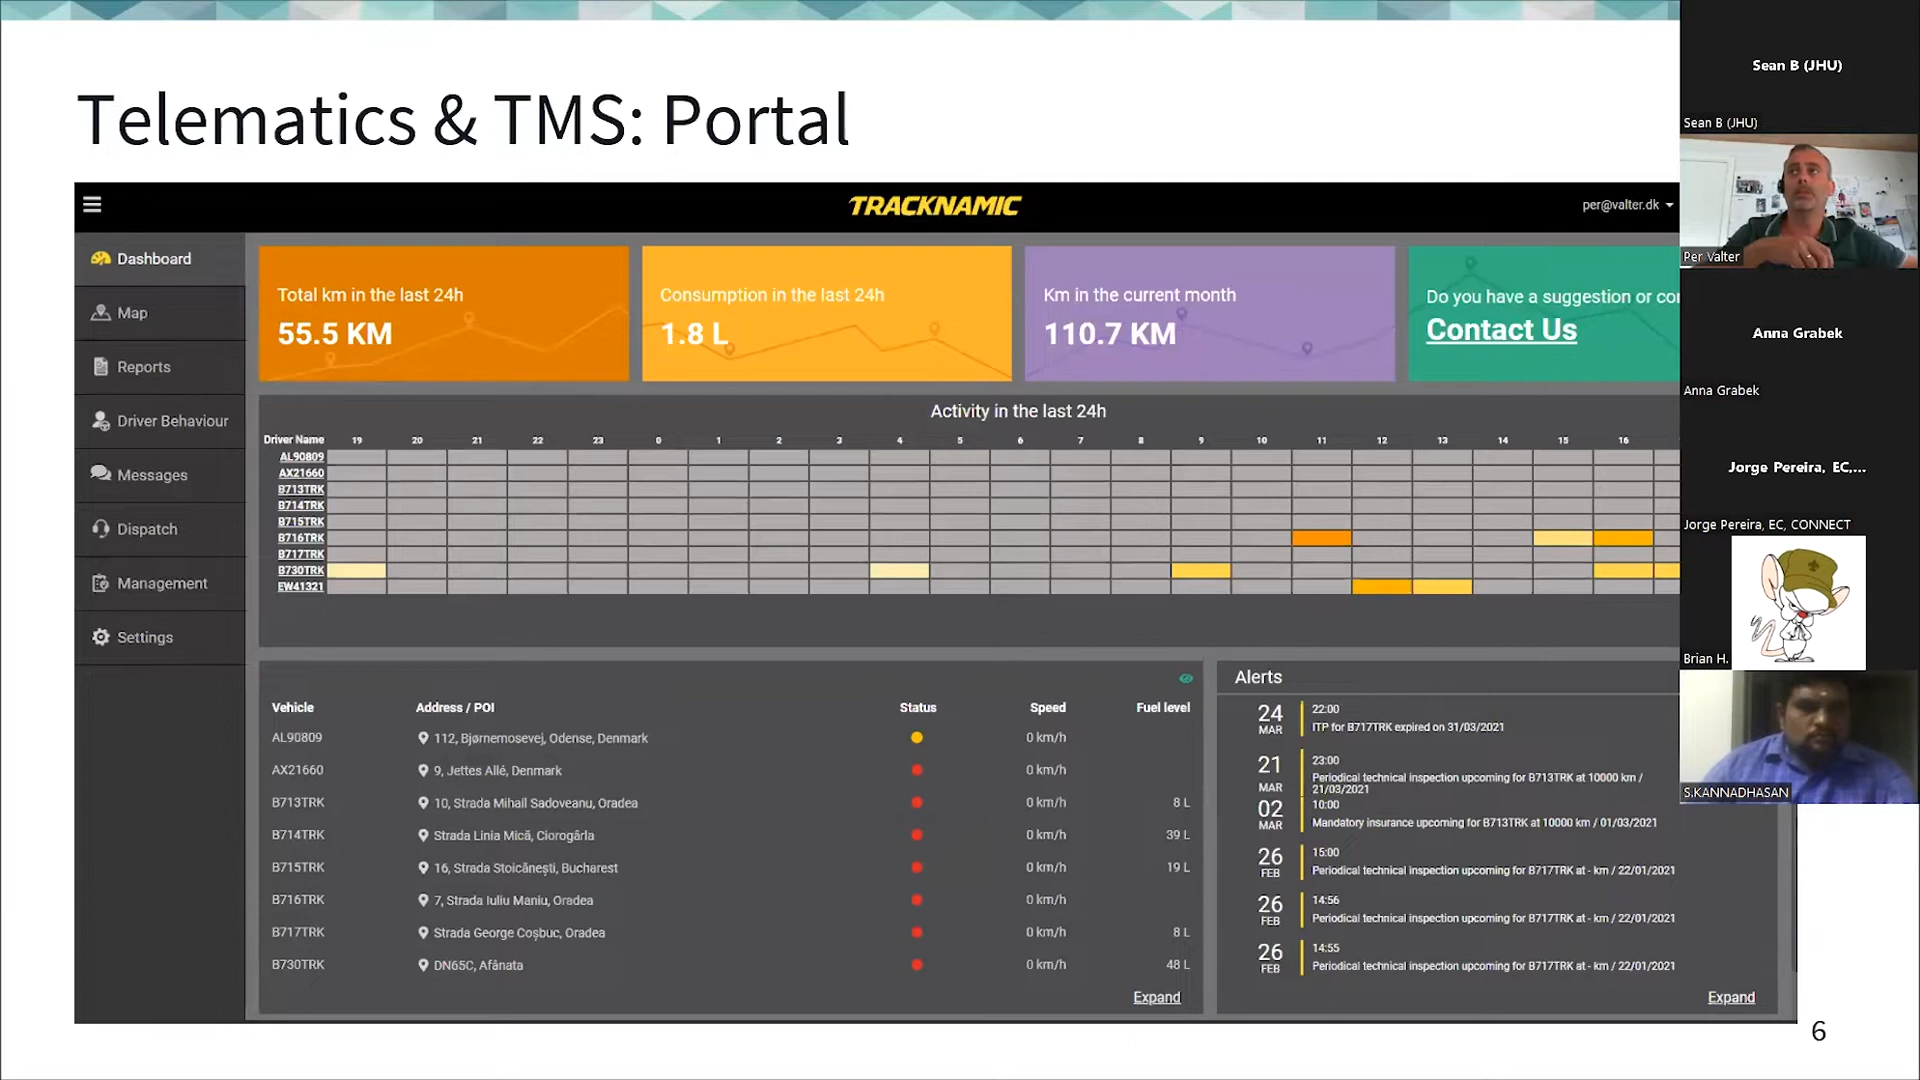 Telematics & TMS: Portal
TRACKNAMIC
per@valter.dk
Dashboard
Map
Reports
Driver Behaviour
Messages
Dispatch
Management
Settings
Total km in the last 24h
55.5 KM
Consumption in the last 24h
1.8 L
Km in the current month
110.7 KM
Do you have a suggestion or co
Contact Us
Activity in the last 24h
Driver Name 19 20 21 22 23 0 1 2 3 4 5 6 7 8 9 10 11 12 13 14 15 16
AL90809
AX21660
B713TRK
B714TRK
B715TRK
B716TRK
B717TRK
B730TRK
EW41321
Vehicle Address / POI Status Speed Fuel level
AL90809 112, Bjørnemosevej, Odense, Denmark 0 km/h
AX21660 9, Jettes Allé, Denmark 0 km/h
B713TRK 10, Strada Mihail Sadoveanu, Oradea 0 km/h 8 L
B714TRK Strada Linia Mică, Ciorogârla 0 km/h 39 L
B715TRK 16, Strada Stoicănești, Bucharest 0 km/h 19 L
B716TRK 7, Strada Iuliu Maniu, Oradea 0 km/h
B717TRK Strada George Coșbuc, Oradea 0 km/h 8 L
B730TRK DN65C, Afânata 0 km/h 48 L
Expand
Alerts
24 MAR 22:00
ITP for B717TRK expired on 31/03/2021
21 MAR 23:00
Periodical technical inspection upcoming for B713TRK at 10000 km /
21/03/2021
02 MAR 10:00
Mandatory insurance upcoming for B713TRK at 10000 km / 01/03/2021
26 FEB 15:00
Periodical technical inspection upcoming for B717TRK at - km / 22/01/2021
26 FEB 14:56
Periodical technical inspection upcoming for B717TRK at - km / 22/01/2021
26 FEB 14:55
Periodical technical inspection upcoming for B717TRK at - km / 22/01/2021
Expand
6
Sean B (JHU)
Sean B (JHU)
Per Valter
Anna Grabek
Anna Grabek
Jorge Pereira, EC,...
Jorge Pereira, EC, CONNECT
Brian H.
S.KANNADHASAN